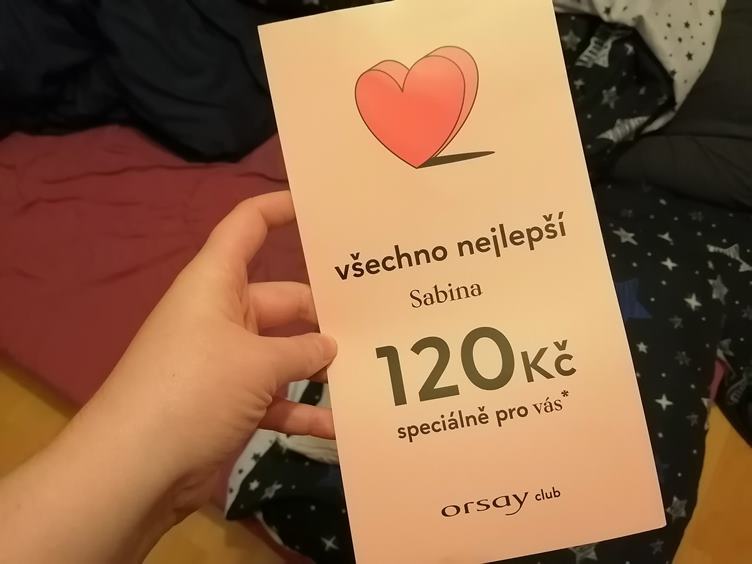 všechno nejlepší
Sabina
120Kč
speciálně pro vás*
orsay club